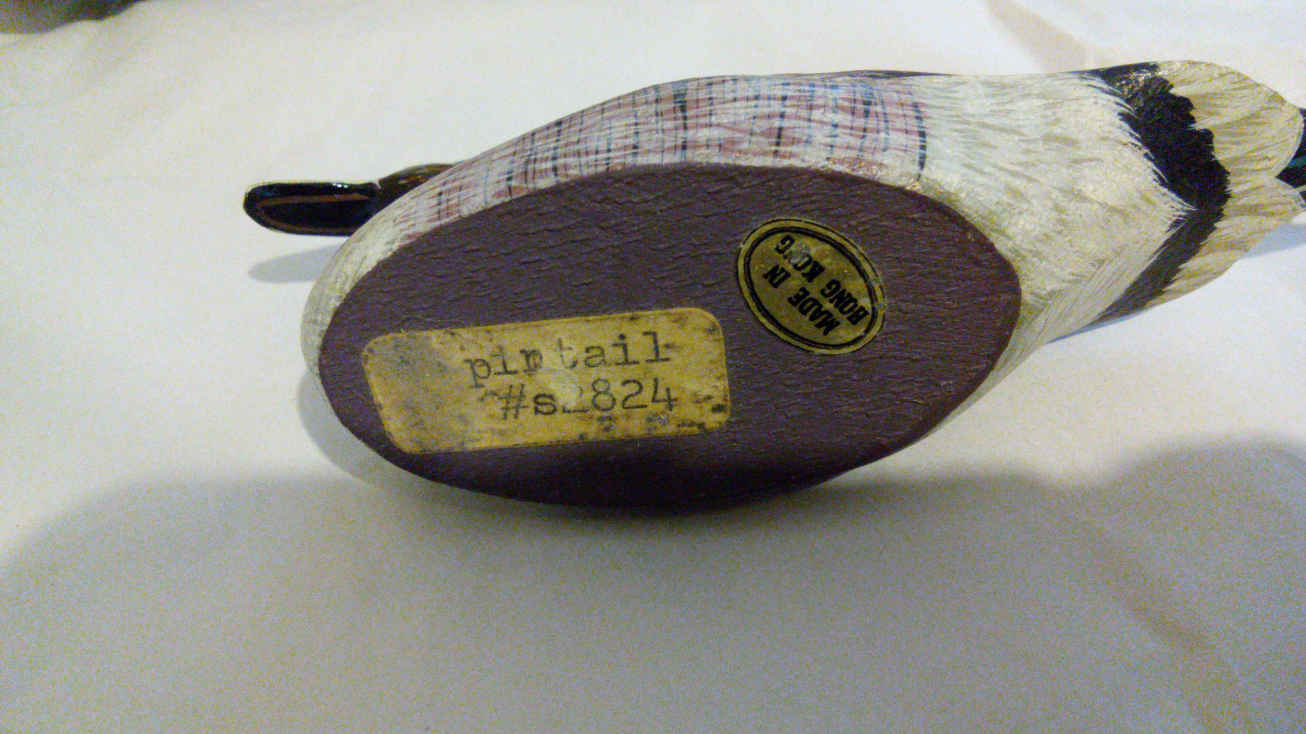 pintail
#s2824
MADE IN
HONG KONG